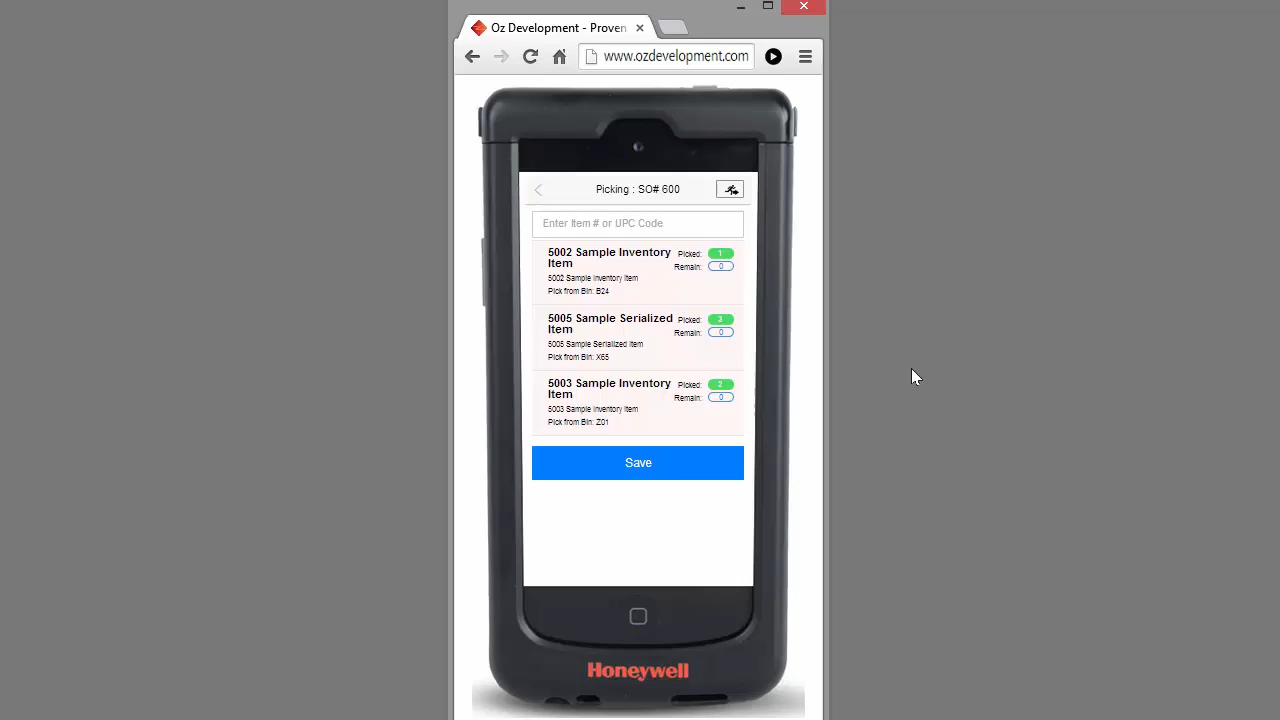 Oz Development - Proven
www.ozdevelopment.com
Picking : SO# 600
Enter Item # or UPC Code
5002 Sample Inventory Item
Picked: 1
Remain: 0
5002 Sample Inventory Item
Pick from Bin: B24
5005 Sample Serialized Item
Picked: 3
Remain: 0
5005 Sample Serialized Item
Pick from Bin: X65
5003 Sample Inventory Item
Picked: 2
Remain: 0
5003 Sample Inventory Item
Pick from Bin: Z01
Save
Honeywell